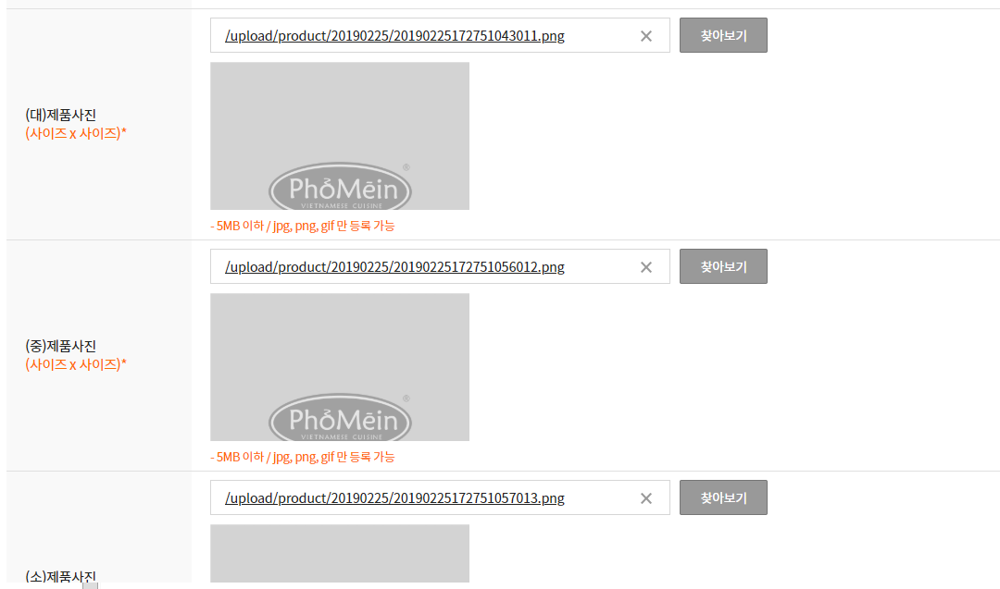 /upload/product/20190225/20190225172751043011.png
찾아보기
(대)제품사진
(사이즈 x 사이즈)*
PhỏMēin
®
VIETNAMESE CUISINE
- 5MB 이하 / jpg, png, gif 만 등록 가능
/upload/product/20190225/20190225172751056012.png
찾아보기
(중)제품사진
(사이즈 x 사이즈)*
PhỏMēin
®
VIETNAMESE CUISINE
- 5MB 이하 / jpg, png, gif 만 등록 가능
/upload/product/20190225/20190225172751057013.png
찾아보기
(소)제품사진